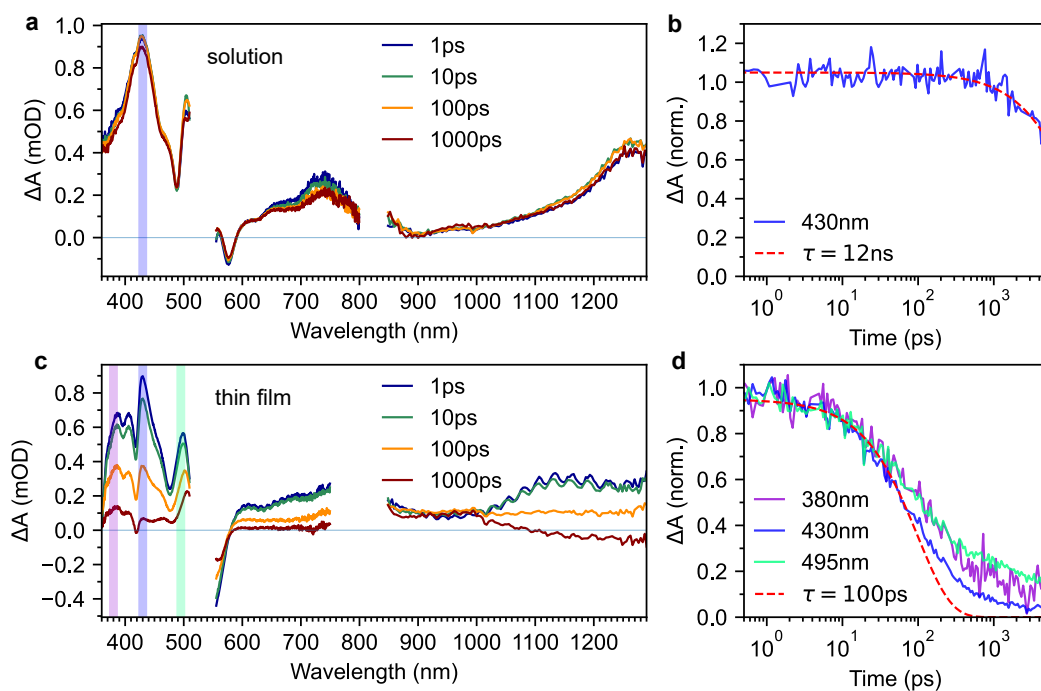 a
solution
1ps
10ps
100ps
1000ps
ΔA (mOD)
1.0
0.8
0.6
0.4
0.2
0.0
400 500 600 700 800 900 1000 1100 1200
Wavelength (nm)
b
ΔA (norm.)
1.2
1.0
0.8
0.6
0.4
0.2
0.0
430nm
τ = 12ns
10⁰ 10¹ 10² 10³
Time (ps)
c
thin film
1ps
10ps
100ps
1000ps
ΔA (mOD)
0.8
0.6
0.4
0.2
0.0
−0.2
−0.4
400 500 600 700 800 900 1000 1100 1200
Wavelength (nm)
d
ΔA (norm.)
1.0
0.8
0.6
0.4
0.2
0.0
380nm
430nm
495nm
τ = 100ps
10⁰ 10¹ 10² 10³
Time (ps)